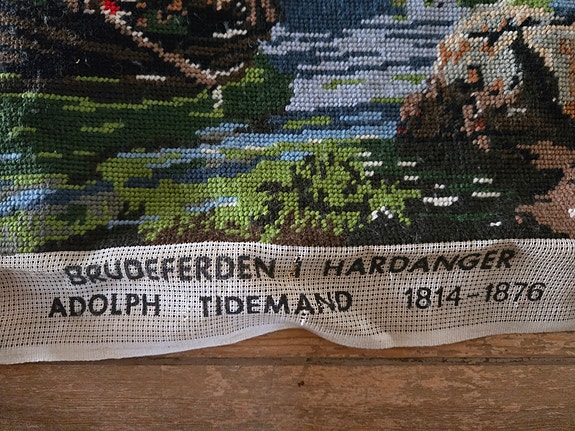 BRUDEFERDEN i HARDANGER
ADOLPH TIDEMAND 1814-1876